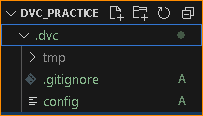 DVC_PRACTICE
.dvc
tmp
.gitignore A
config A